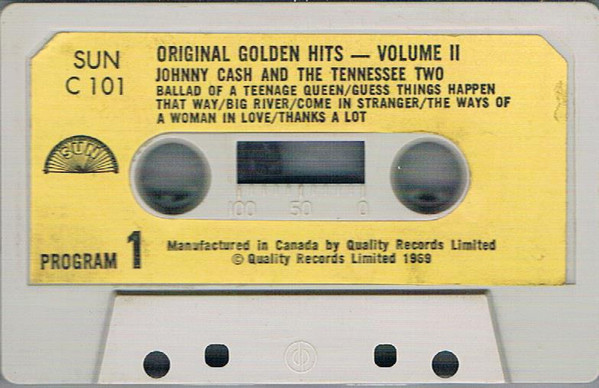 SUN
C 101
ORIGINAL GOLDEN HITS — VOLUME II
JOHNNY CASH AND THE TENNESSEE TWO
BALLAD OF A TEENAGE QUEEN/GUESS THINGS HAPPEN
THAT WAY/BIG RIVER/COME IN STRANGER/THE WAYS OF
A WOMAN IN LOVE/THANKS A LOT
SUN
100 50 0
PROGRAM 1
Manufactured in Canada by Quality Records Limited
© Quality Records Limited 1969